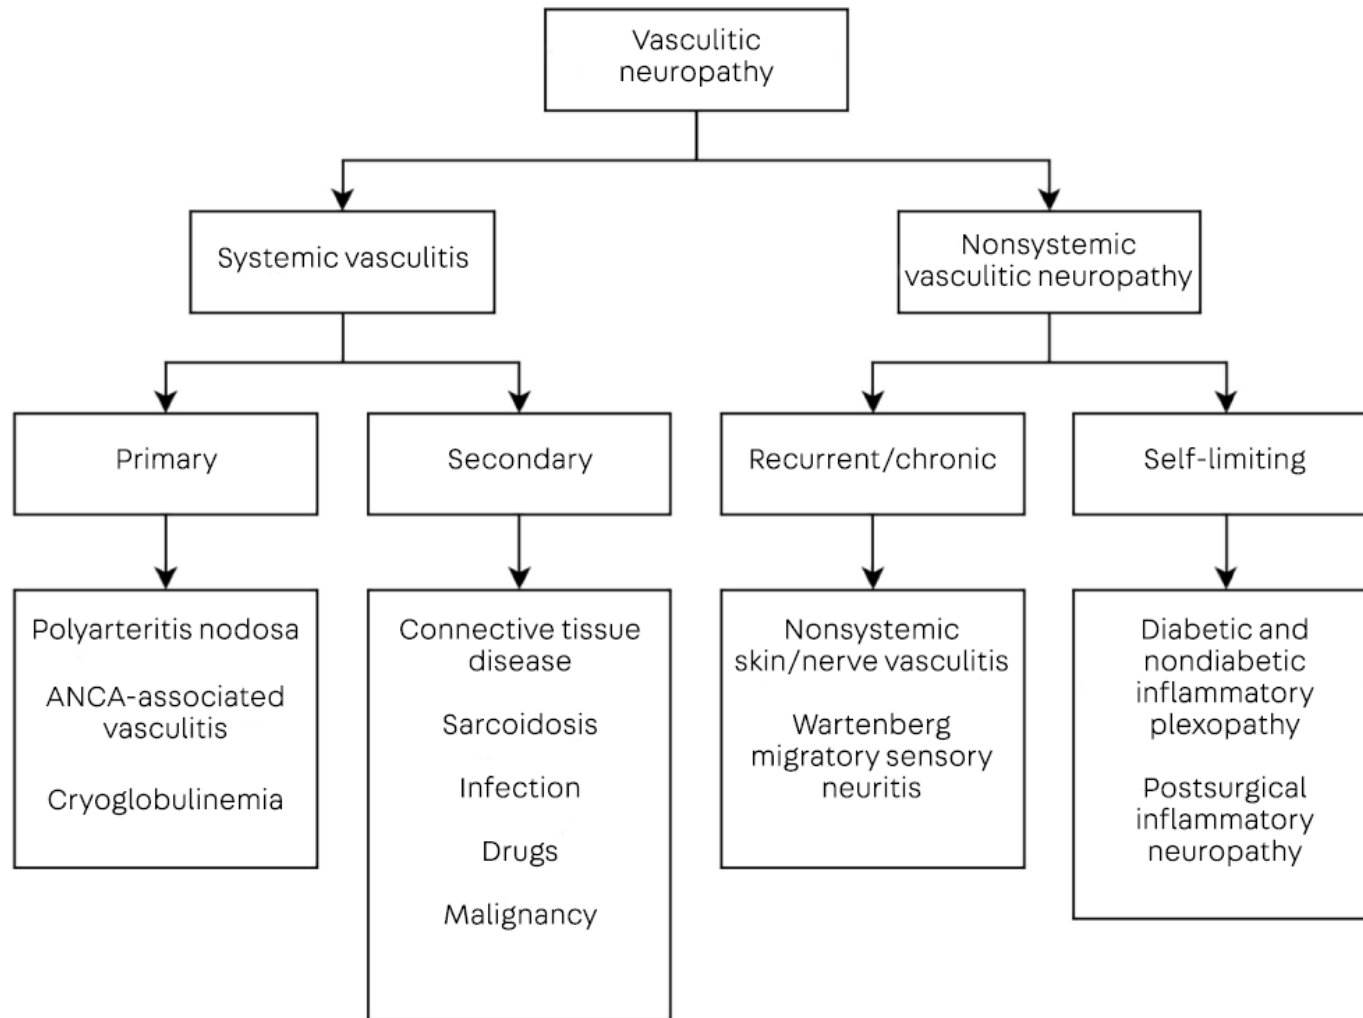 Vasculitic
neuropathy
Systemic vasculitis
Nonsystemic
vasculitic neuropathy
Primary
Secondary
Recurrent/chronic
Self-limiting
Polyarteritis nodosa
ANCA-associated
vasculitis
Cryoglobulinemia
Connective tissue
disease
Sarcoidosis
Infection
Drugs
Malignancy
Nonsystemic
skin/nerve vasculitis
Wartenberg
migratory sensory
neuritis
Diabetic and
nondiabetic
inflammatory
plexopathy
Postsurgical
inflammatory
neuropathy